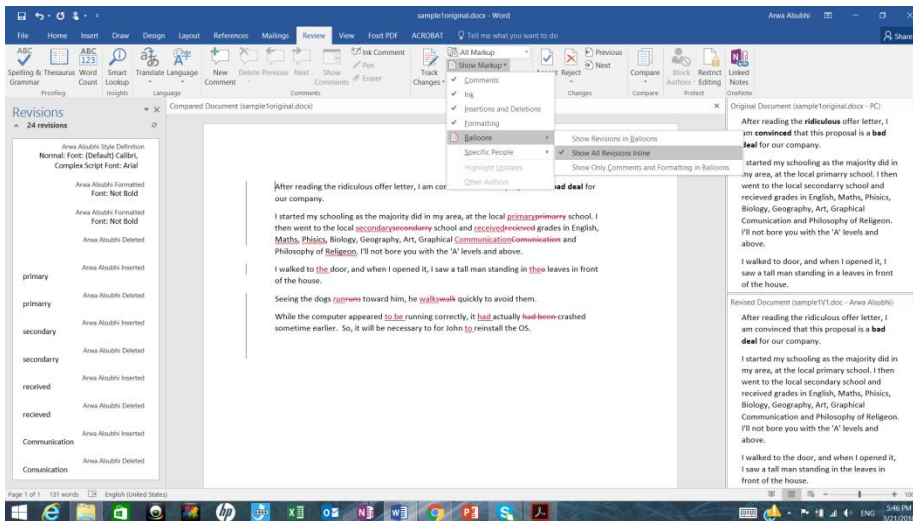 sample1original.docx - Word
Arwa Alsubhi
File Home Insert Draw Design Layout References Mailings Review View Foxit PDF ACROBAT Tell me what you want to do
Share
ABC Spelling & Grammar
Thesaurus
ABC 123 Word Count
Smart Lookup
Translate
Language
New Comment
Delete
Previous
Next
Show Comments
Ink Comment
Pen
Eraser
Track Changes
All Markup
Show Markup
Reject
Previous
Next
Compare
Block Authors
Restrict Editing
Linked Notes
Proofing Insights Language Comments Changes Compare Protect OneNote
Comments
Ink
Insertions and Deletions
Formatting
Balloons
Specific People
Highlight Updates
Other Authors
Show Revisions in Balloons
Show All Revisions Inline
Show Only Comments and Formatting in Balloons
Revisions
24 revisions
Arwa Alsubhi Style Definition
Normal: Font: (Default) Calibri,
Complex Script Font: Arial
Arwa Alsubhi Formatted
Font: Not Bold
Arwa Alsubhi Formatted
Font: Not Bold
Arwa Alsubhi Deleted
Arwa Alsubhi Inserted
primary
Arwa Alsubhi Deleted
primarry
Arwa Alsubhi Inserted
secondary
Arwa Alsubhi Deleted
secondarry
Arwa Alsubhi Inserted
received
Arwa Alsubhi Deleted
recieved
Arwa Alsubhi Inserted
Communication
Arwa Alsubhi Deleted
Comunication
Compared Document (sample1original.docx)
After reading the ridiculous offer letter, I am bad deal for
our company.
I started my schooling as the majority did in my area, at the local primaryprimarry school. I
then went to the local secondarysecondarry school and receivedrecieved grades in English,
Maths, Phisics, Biology, Geography, Art, Graphical CommunicationComunication and
Philosophy of Religeon. I'll not bore you with the 'A' levels and above.
I walked to the door, and when I opened it, I saw a tall man standing in thea leaves in front
of the house.
Seeing the dogs runruns toward him, he walkswalk quickly to avoid them.
While the computer appeared to be running correctly, it had actually had been crashed
sometime earlier. So, it will be necessary to for John to reinstall the OS.
Original Document (sample1original.docx - PC)
After reading the ridiculous offer letter, I
am convinced that this proposal is a bad
deal for our company.
I started my schooling as the majority did in
my area, at the local primarry school. I then
went to the local secondarry school and
recieved grades in English, Maths, Phisics,
Biology, Geography, Art, Graphical
Comunication and Philosophy of Religeon.
I'll not bore you with the 'A' levels and
above.
I walked to the door, and when I opened it, I
saw a tall man standing in a leaves in front
of the house.
Revised Document (sample1V1.doc - Arwa Alsubhi)
After reading the ridiculous offer letter, I
am convinced that this proposal is a bad
deal for our company.
I started my schooling as the majority did in
my area, at the local primary school. I then
went to the local secondary school and
received grades in English, Maths, Phisics,
Biology, Geography, Art, Graphical
Communication and Philosophy of Religeon.
I'll not bore you with the 'A' levels and
above.
I walked to the door, and when I opened it,
I saw a tall man standing in the leaves in
front of the house.
Page 1 of 1 131 words English (United States)
ENG
5:46 PM